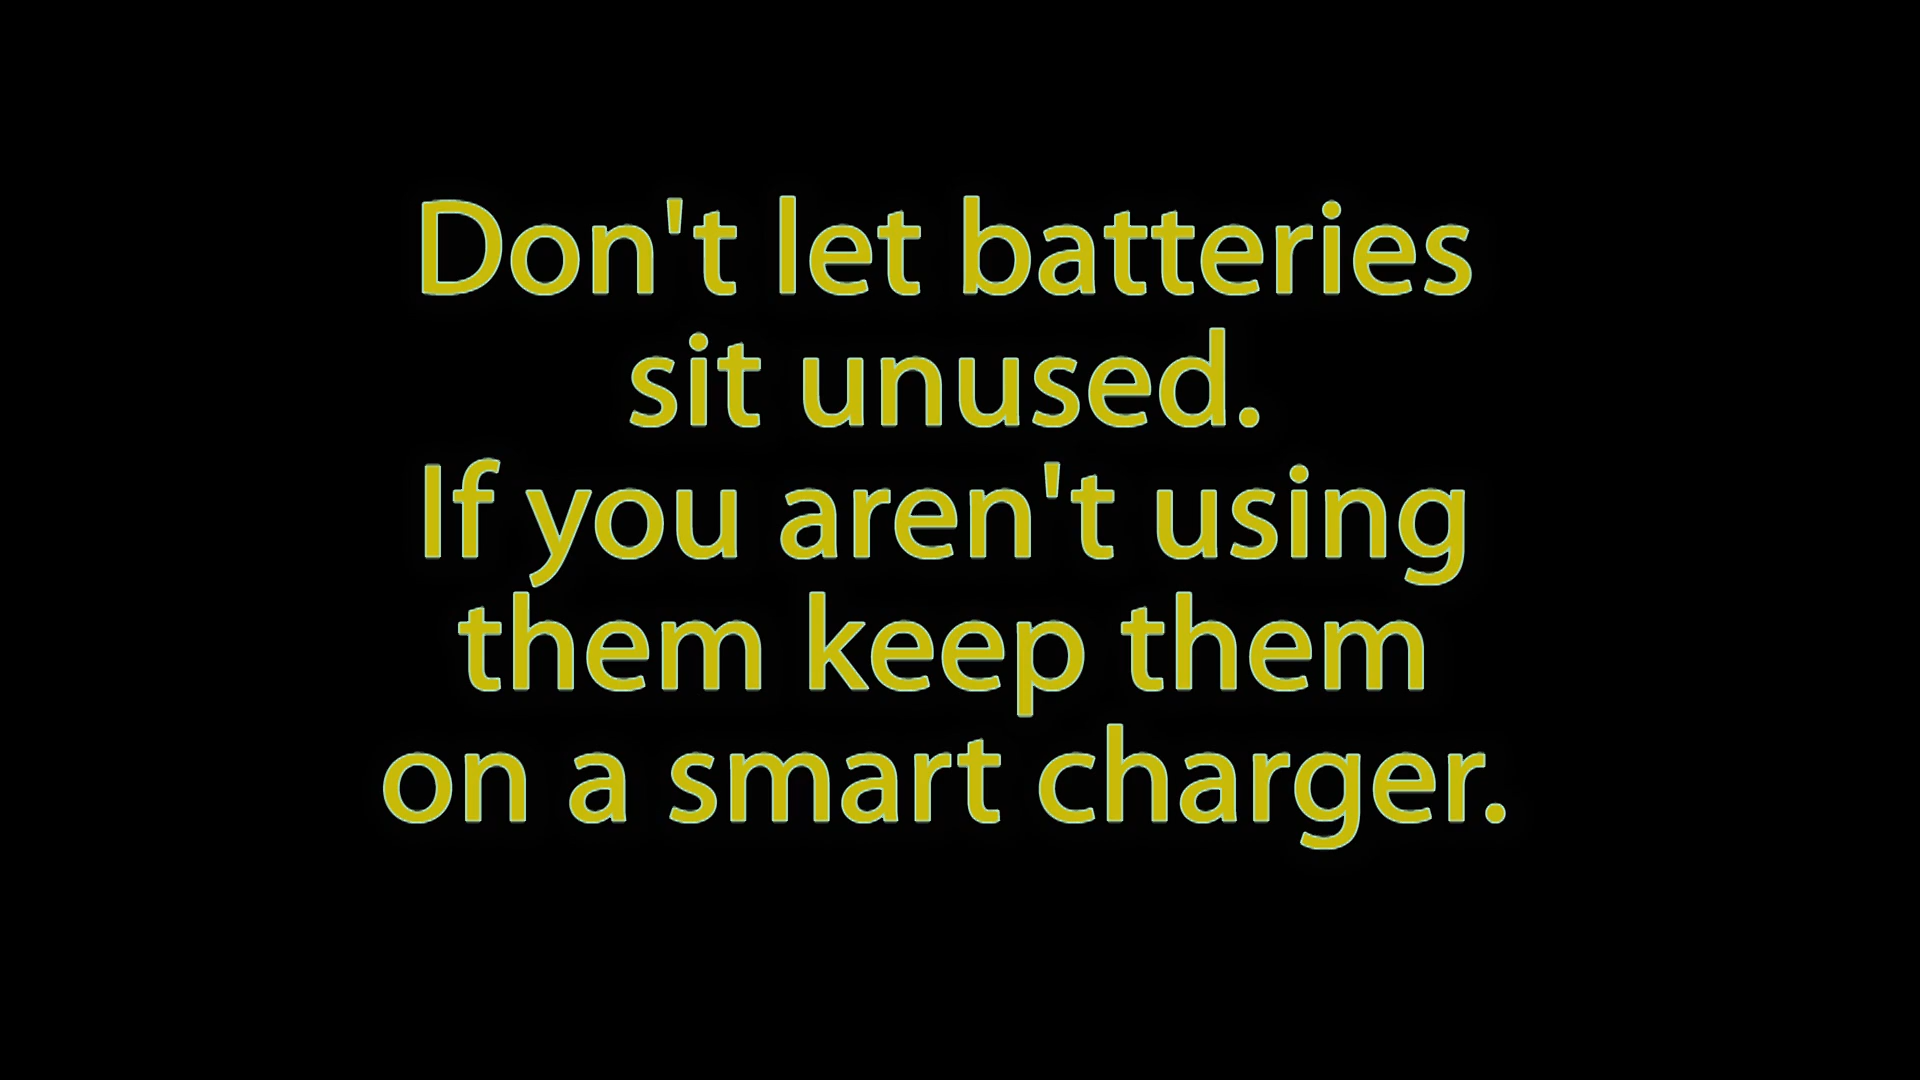 Don't let batteries
sit unused.
If you aren't using
them keep them
on a smart charger.